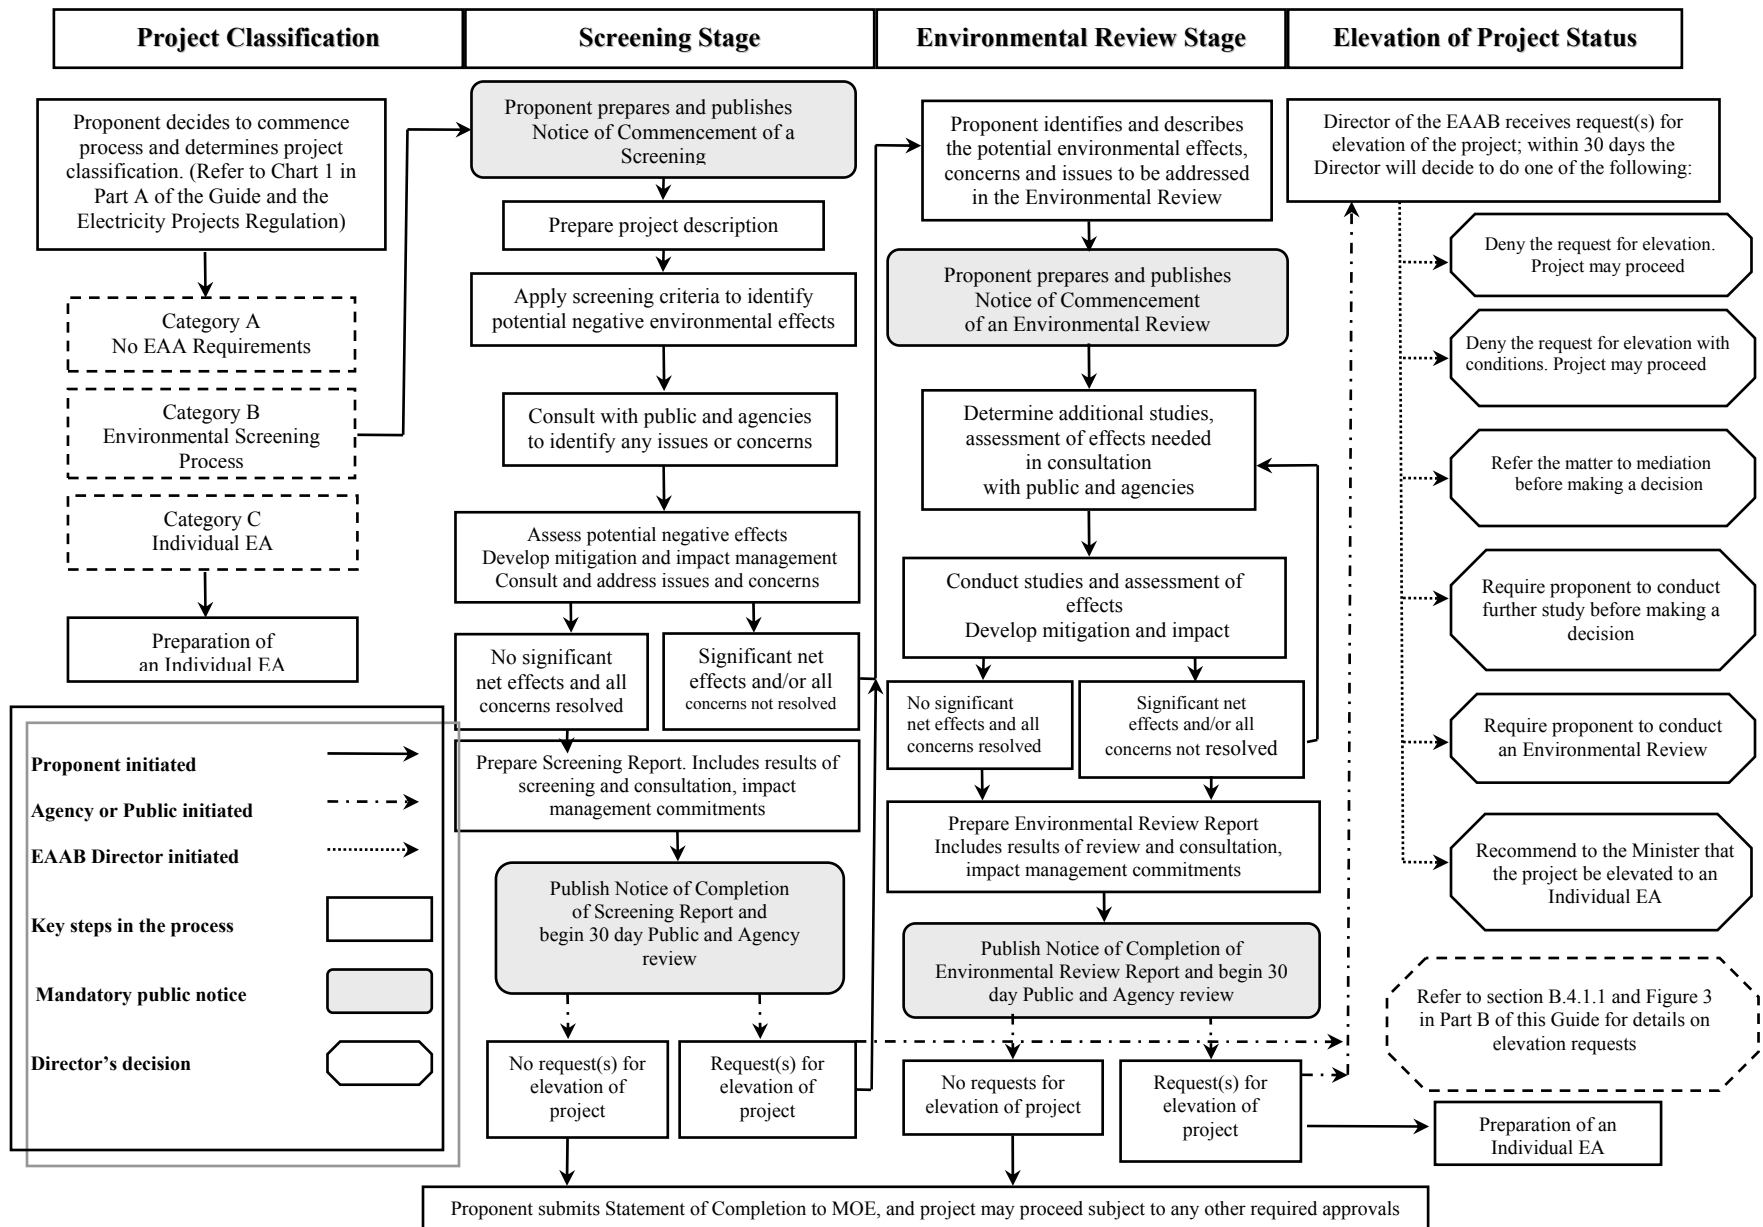 Project Classification
Screening Stage
Environmental Review Stage
Elevation of Project Status
Proponent decides to commence
process and determines project
classification. (Refer to Chart 1 in
Part A of the Guide and the
Electricity Projects Regulation)
Category A
No EAA Requirements
Category B
Environmental Screening
Process
Category C
Individual EA
Preparation of
an Individual EA
Proponent initiated
Agency or Public initiated
EAAB Director initiated
Key steps in the process
Mandatory public notice
Director’s decision
Proponent prepares and publishes
Notice of Commencement of a
Screening
Prepare project description
Apply screening criteria to identify
potential negative environmental effects
Consult with public and agencies
to identify any issues or concerns
Assess potential negative effects
Develop mitigation and impact management
Consult and address issues and concerns
No significant
net effects and all
concerns resolved
Significant net
effects and/or all
concerns not resolved
Prepare Screening Report. Includes results of
screening and consultation, impact
management commitments
Publish Notice of Completion
of Screening Report and
begin 30 day Public and Agency
review
No request(s) for
elevation of
project
Request(s) for
elevation of
project
Proponent identifies and describes
the potential environmental effects,
concerns and issues to be addressed
in the Environmental Review
Proponent prepares and publishes
Notice of Commencement
of an Environmental Review
Determine additional studies,
assessment of effects needed
in consultation
with public and agencies
Conduct studies and assessment of
effects
Develop mitigation and impact
No significant
net effects and all
concerns resolved
Significant net
effects and/or all
concerns not resolved
Prepare Environmental Review Report
Includes results of review and consultation,
impact management commitments
Publish Notice of Completion of
Environmental Review Report and begin 30
day Public and Agency review
No requests for
elevation of project
Request(s) for
elevation of
project
Director of the EAAB receives request(s) for
elevation of the project; within 30 days the
Director will decide to do one of the following:
Deny the request for elevation.
Project may proceed
Deny the request for elevation with
conditions. Project may proceed
Refer the matter to mediation
before making a decision
Require proponent to conduct
further study before making a
decision
Require proponent to conduct
an Environmental Review
Recommend to the Minister that
the project be elevated to an
Individual EA
Refer to section B.4.1.1 and Figure 3
in Part B of this Guide for details on
elevation requests
Preparation of an
Individual EA
Proponent submits Statement of Completion to MOE, and project may proceed subject to any other required approvals